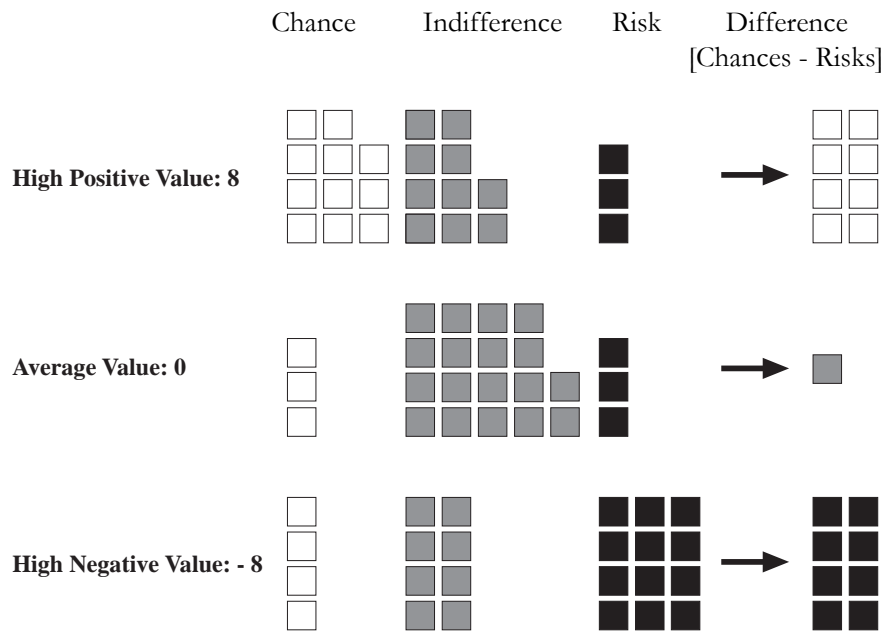 Chance Indifference Risk Difference
[Chances - Risks]
High Positive Value: 8
Average Value: 0
High Negative Value: - 8